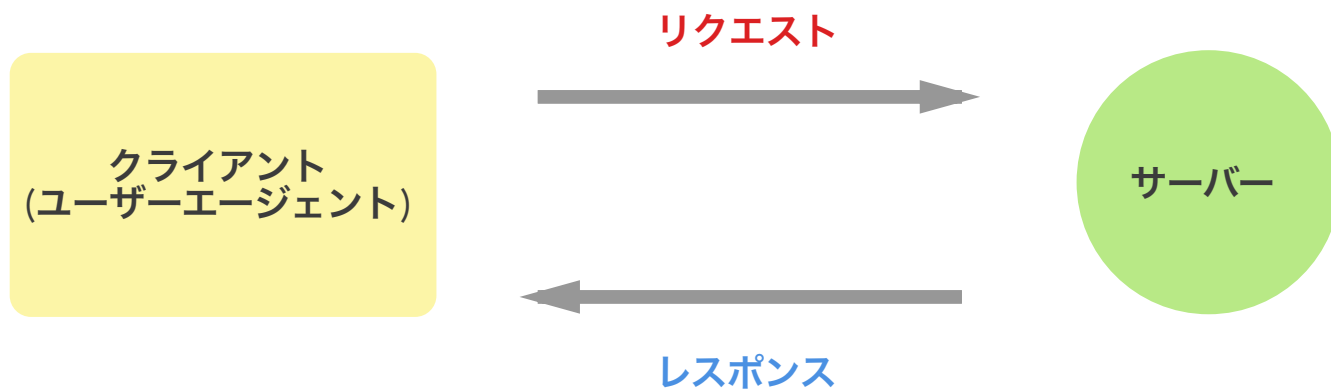 リクエスト
クライアント
(ユーザーエージェント)
サーバー
レスポンス